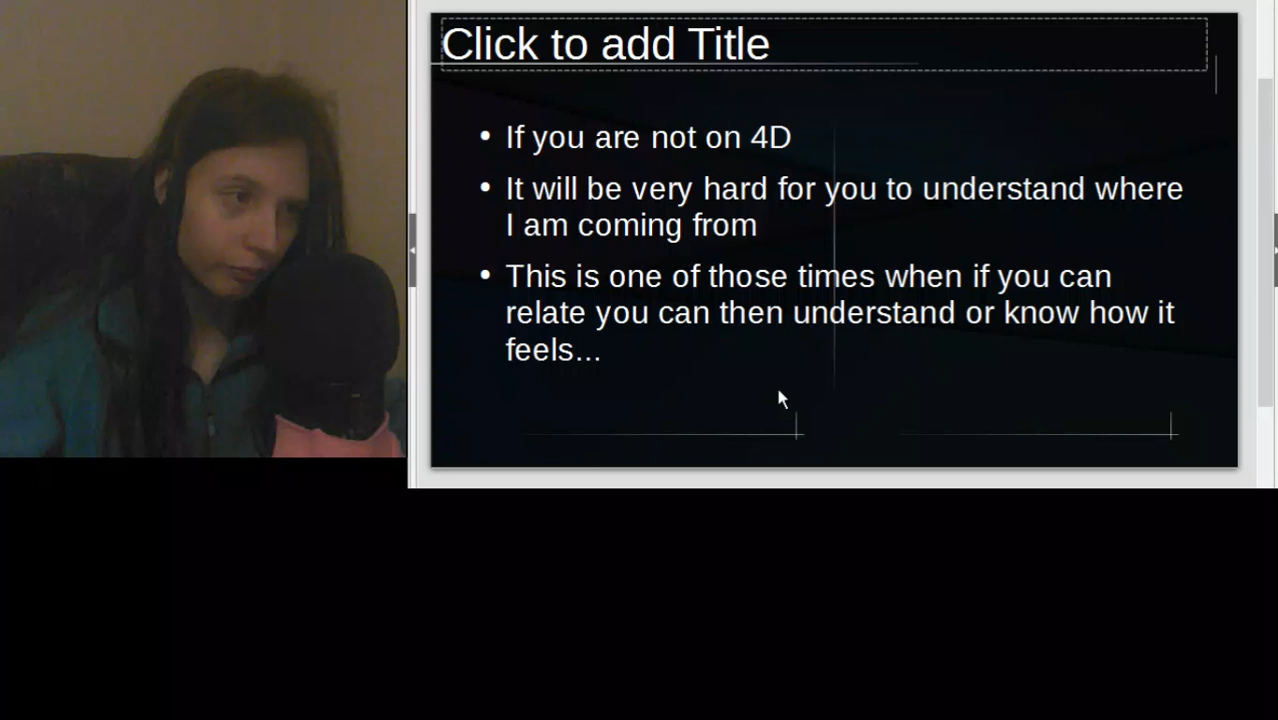 Click to add Title
• If you are not on 4D
• It will be very hard for you to understand where
I am coming from
• This is one of those times when if you can
relate you can then understand or know how it
feels...